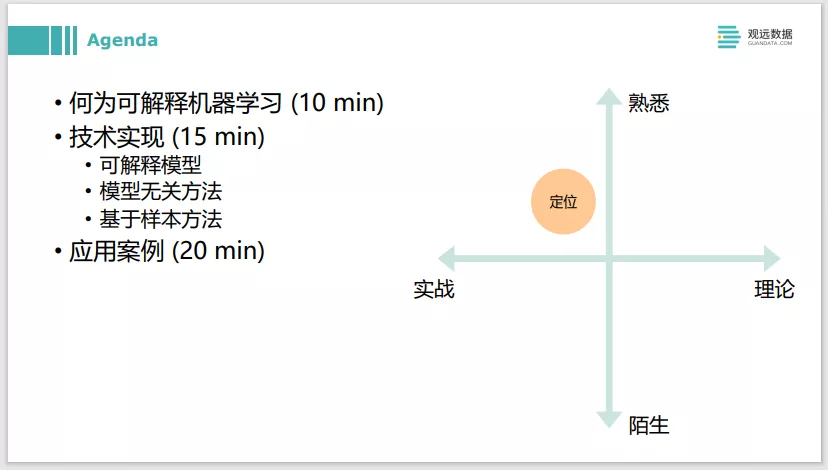 Agenda
观远数据
GUANDATA.COM
• 何为可解释机器学习 (10 min)
• 技术实现 (15 min)
• 可解释模型
• 模型无关方法
• 基于样本方法
• 应用案例 (20 min)
熟悉
定位
实战
理论
陌生